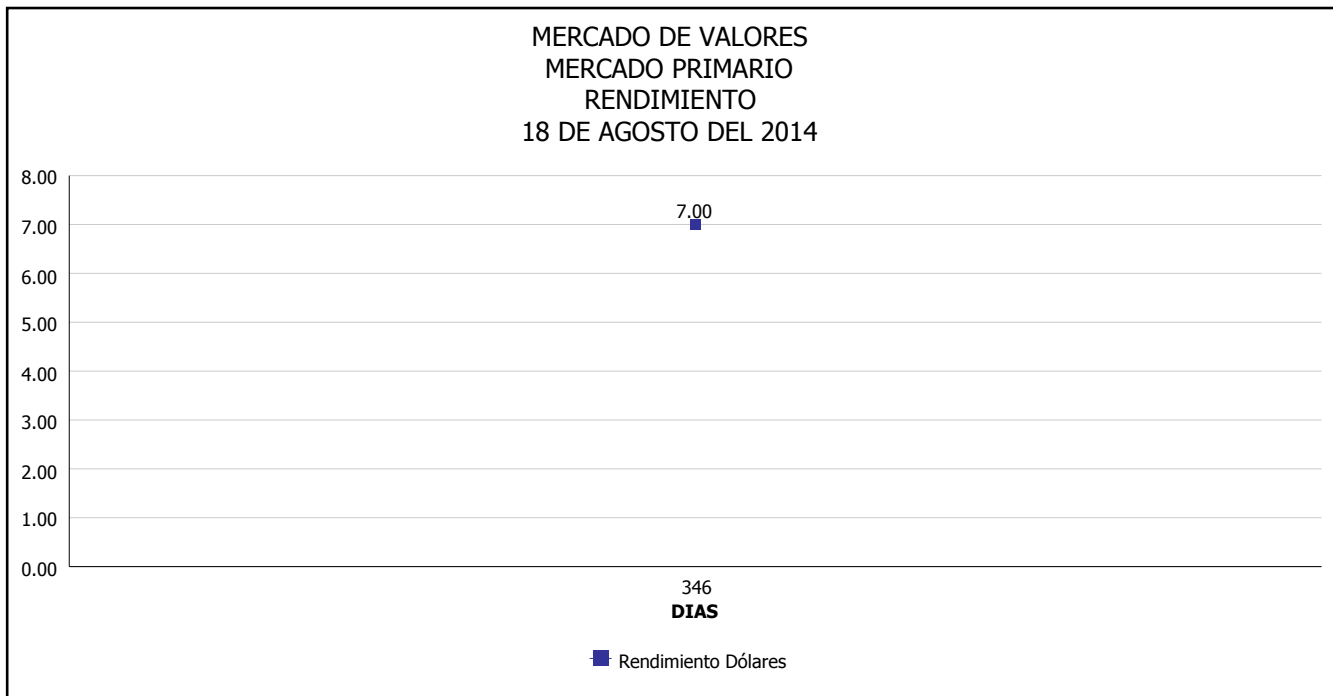 MERCADO DE VALORES
MERCADO PRIMARIO
RENDIMIENTO
18 DE AGOSTO DEL 2014
8.00
7.00
7.00
6.00
5.00
4.00
3.00
2.00
1.00
0.00
346
DIAS
Rendimiento Dólares